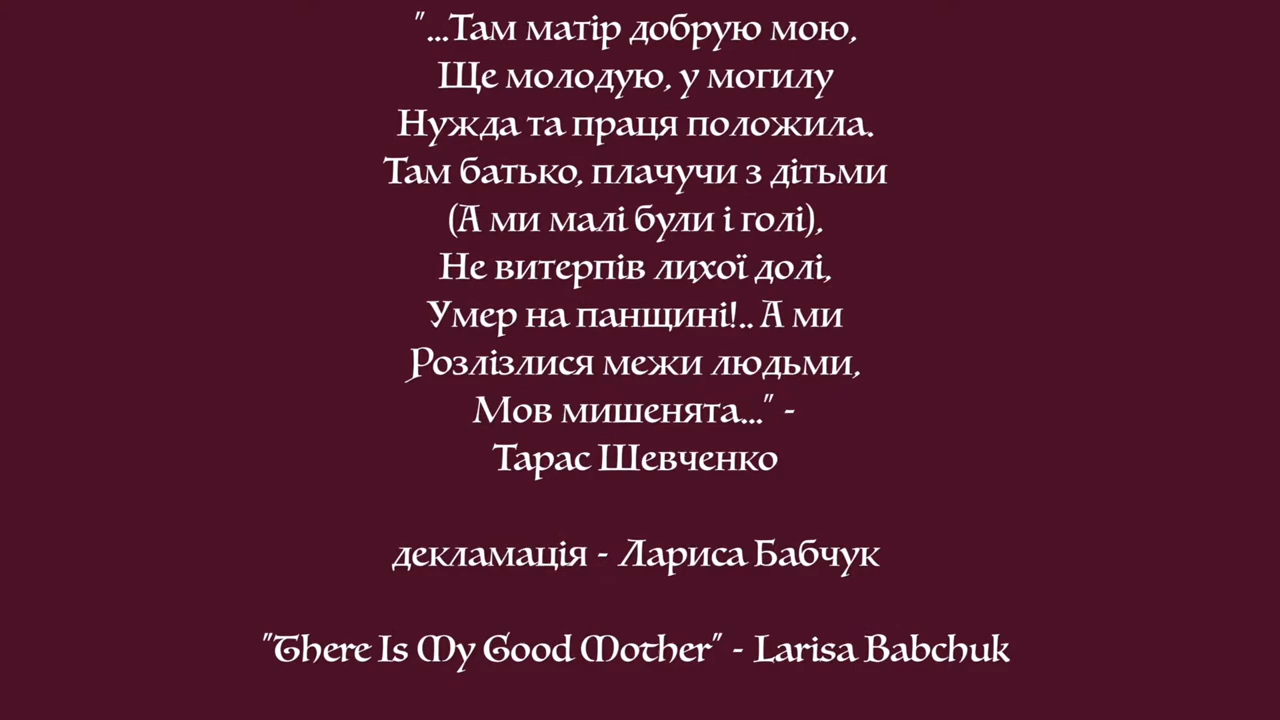 "...Там матір добрую мою,
Ще молодую, у могилу
Нужда та праця положила.
Там батько, плачучи з дітьми
(А ми малі були і голі),
Не витерпів лихої долі,
Умер на панщині!.. А ми
Розлізлися межи людьми,
Мов мишенята..." -
Тарас Шевченко
декламація - Лариса Бабчук
"There Is My Good Mother" - Larisa Babchuk